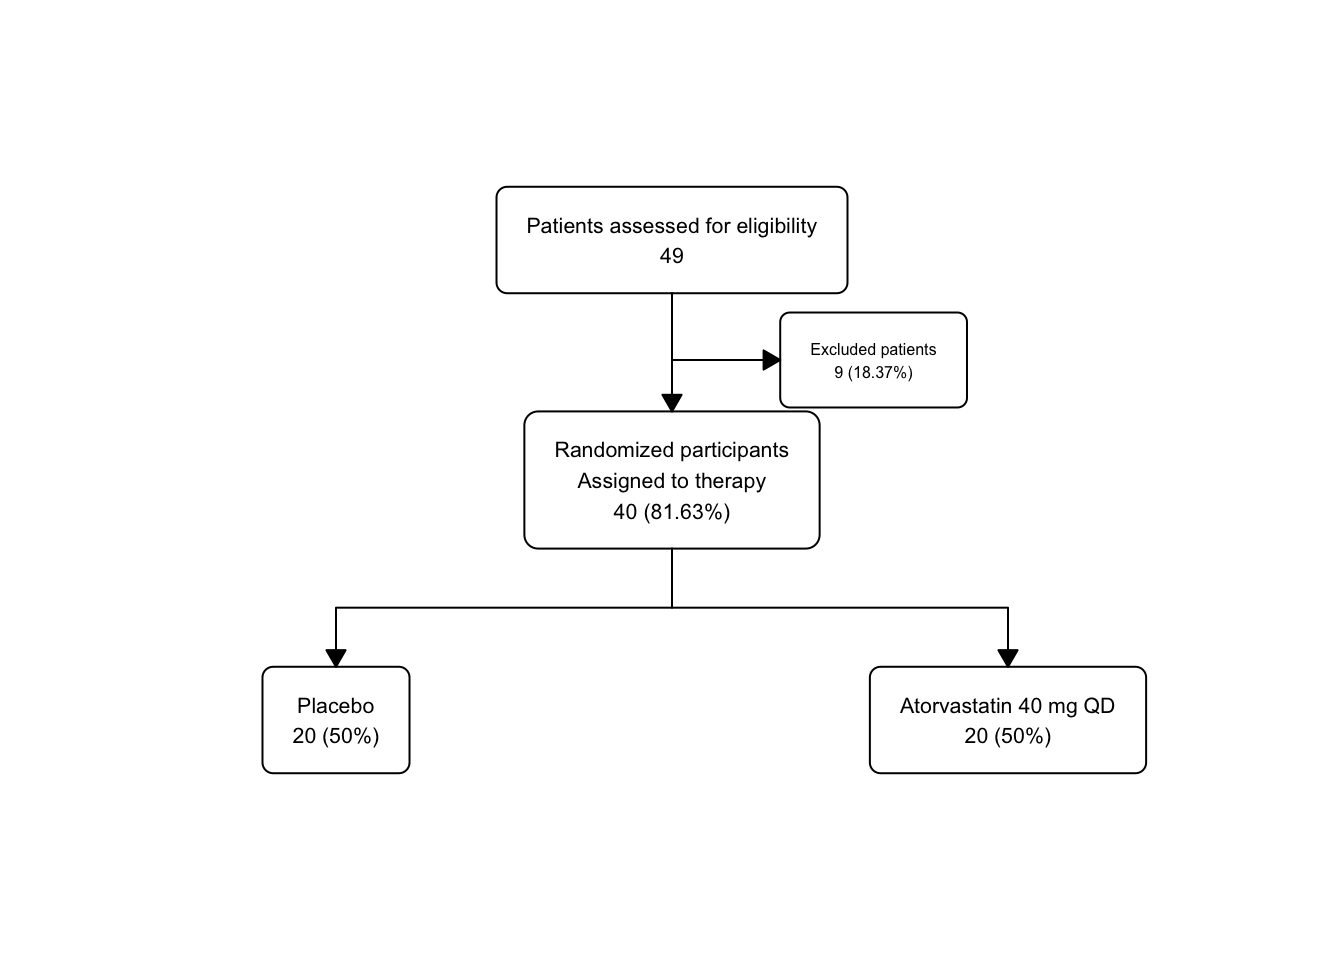 Patients assessed for eligibility
49
Excluded patients
9 (18.37%)
Randomized participants
Assigned to therapy
40 (81.63%)
Placebo
20 (50%)
Atorvastatin 40 mg QD
20 (50%)